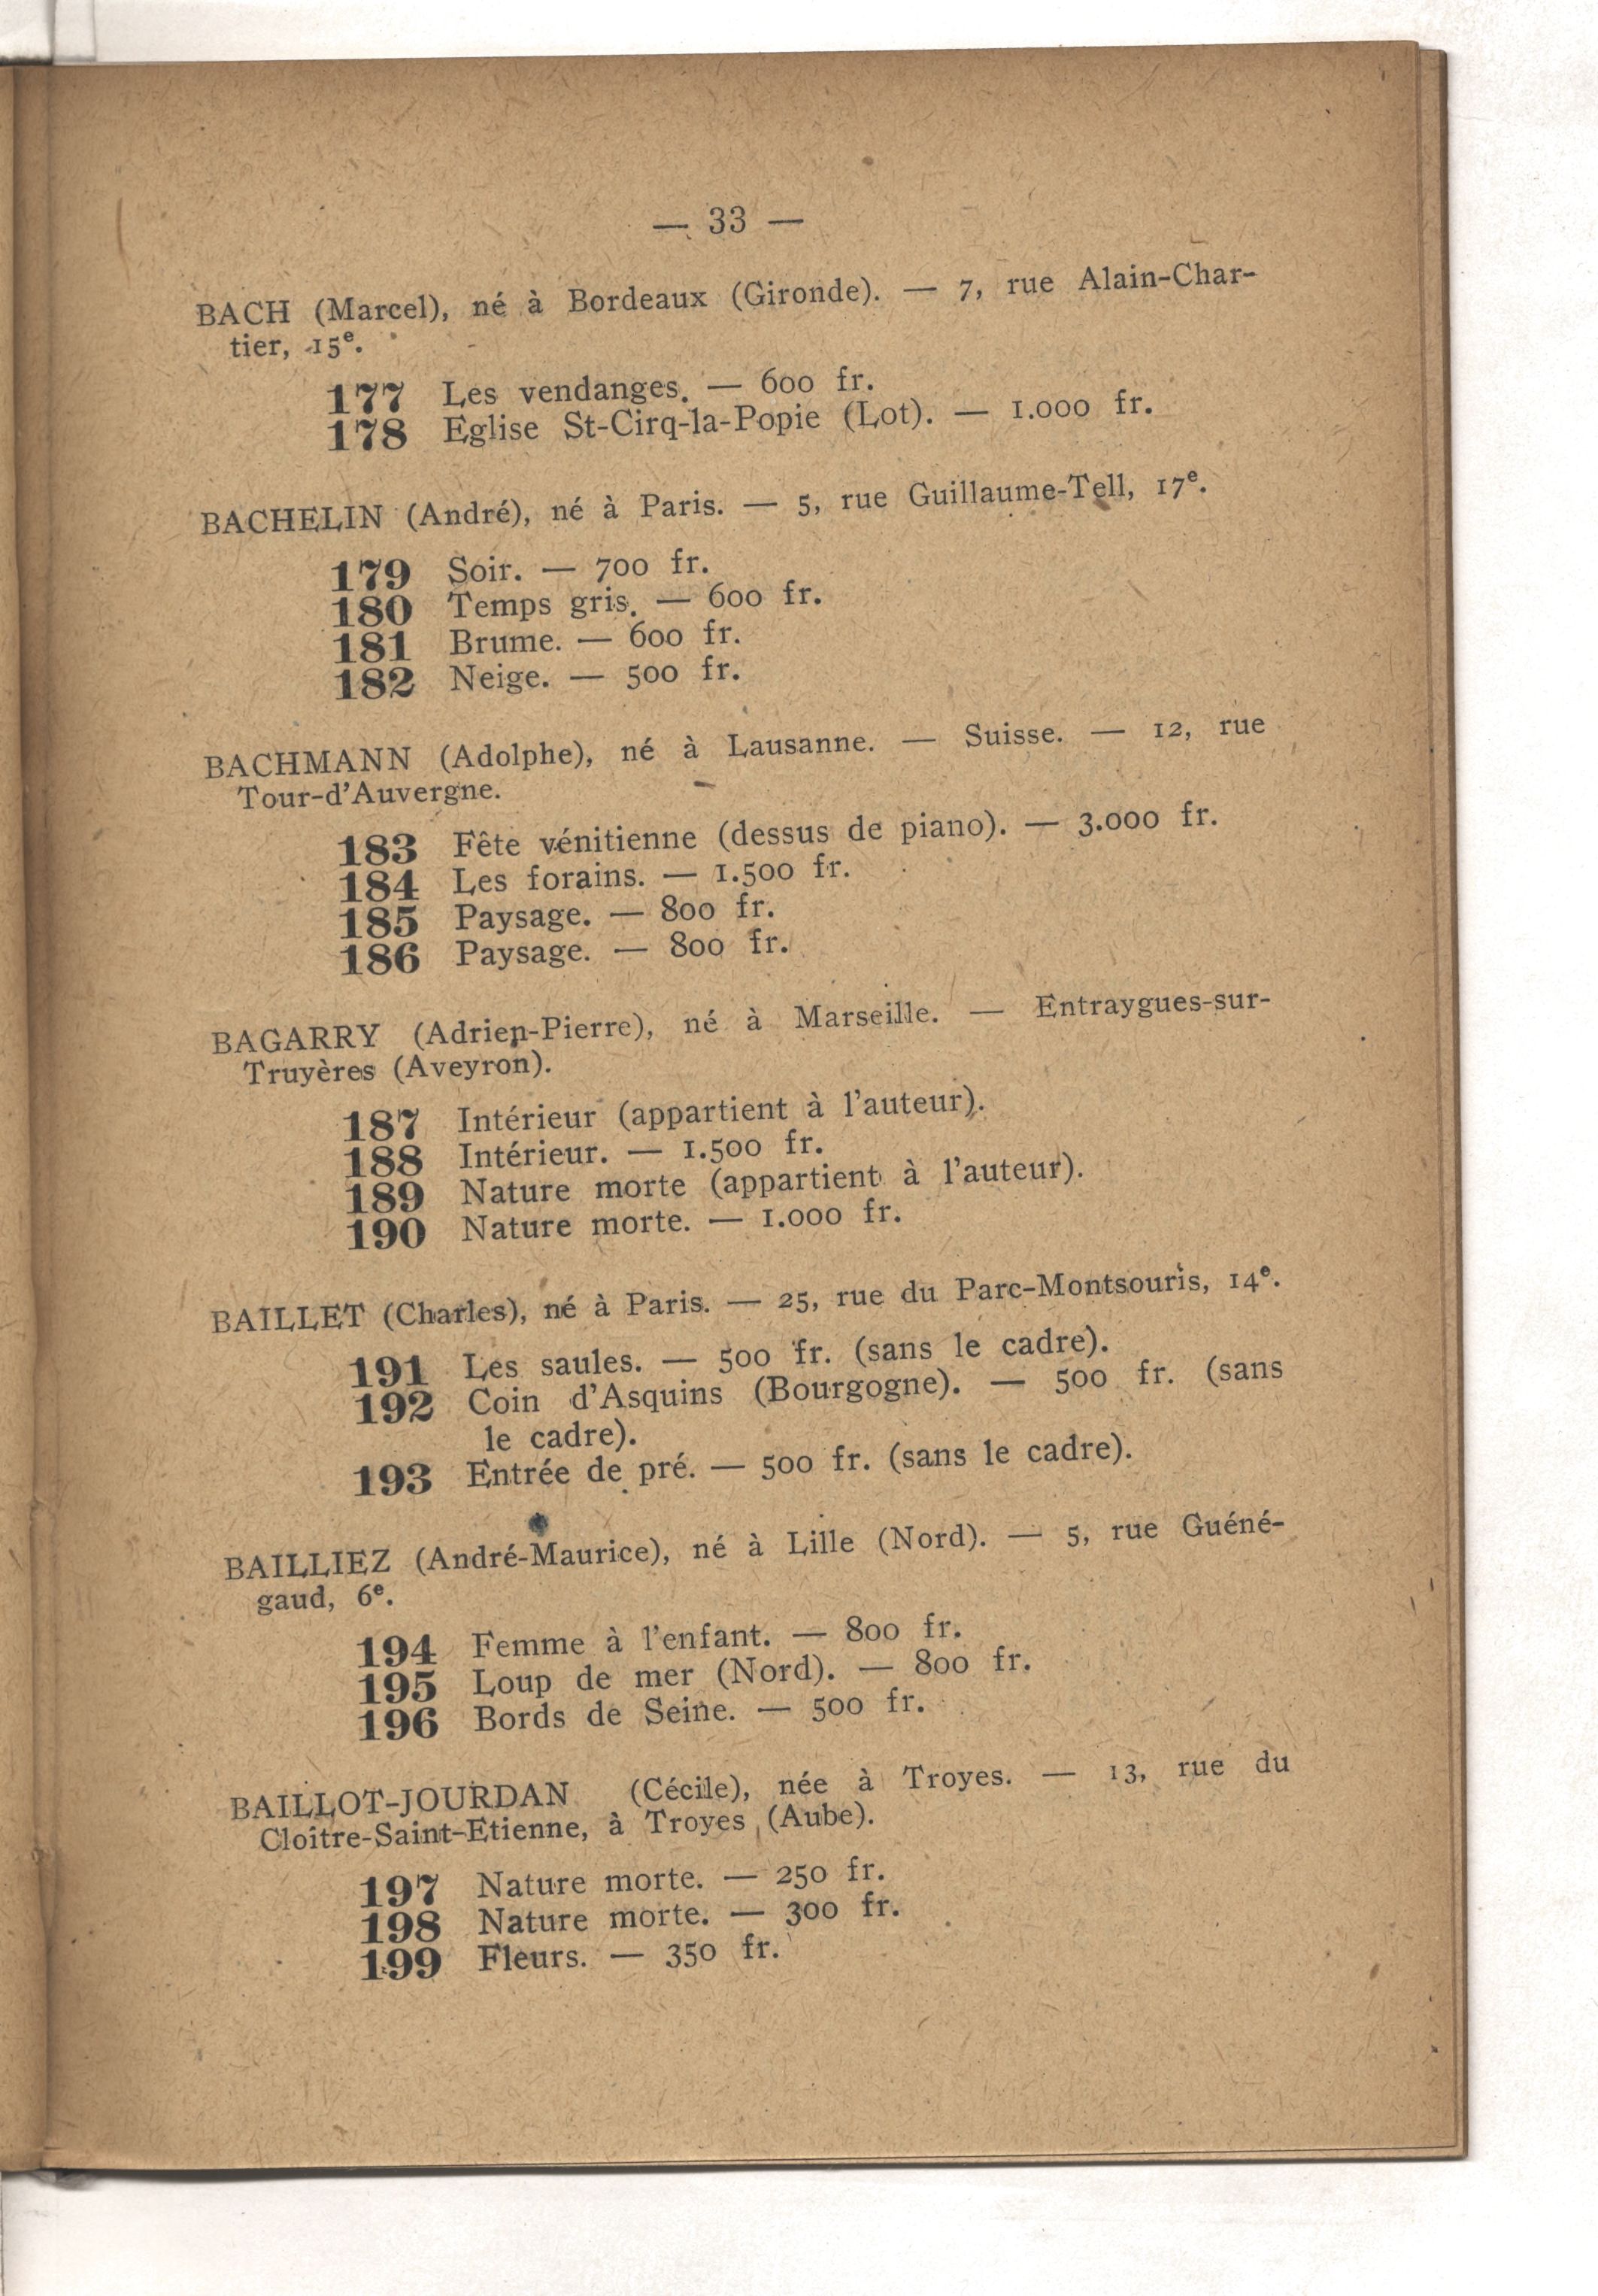 — 33 —
BACH (Marcel), né à Bordeaux (Gironde). — 7, rue Alain-Char-
tier, 15e.
177 Les vendanges. — 600 fr.
178 Eglise St-Cirq-la-Popie (Lot). — 1.000 fr.
BACHELIN (André), né à Paris. — 5, rue Guillaume-Tell, 17e.
179 Soir. — 700 fr.
180 Temps gris. — 600 fr.
181 Brume. — 600 fr.
182 Neige. — 500 fr.
BACHMANN (Adolphe), né à Lausanne. — Suisse. — 12, rue
Tour-d'Auvergne.
183 Fête vénitienne (dessus de piano). — 3.000 fr.
184 Les forains. — 1.500 fr.
185 Paysage. — 800 fr.
186 Paysage. — 800 fr.
BAGARRY (Adrien-Pierre), né à Marseille. — Entraygues-sur-
Truyères (Aveyron).
187 Intérieur (appartient à l'auteur).
188 Intérieur. — 1.500 fr.
189 Nature morte (appartient à l'auteur).
190 Nature morte. — 1.000 fr.
BAILLET (Charles), né à Paris. — 25, rue du Parc-Montsouris, 14e.
191 Les saules. — 500 fr. (sans le cadre).
192 Coin d'Asquins (Bourgogne). — 500 fr. (sans
le cadre).
193 Entrée de pré. — 500 fr. (sans le cadre).
BAILLIEZ (André-Maurice), né à Lille (Nord). — 5, rue Guéné-
gaud, 6e.
194 Femme à l'enfant. — 800 fr.
195 Loup de mer (Nord). — 800 fr.
196 Bords de Seine. — 500 fr.
BAILLOT-JOURDAN (Cécile), née à Troyes. — 13, rue du
Cloître-Saint-Etienne, à Troyes (Aube).
197 Nature morte. — 250 fr.
198 Nature morte. — 300 fr.
199 Fleurs. — 350 fr.